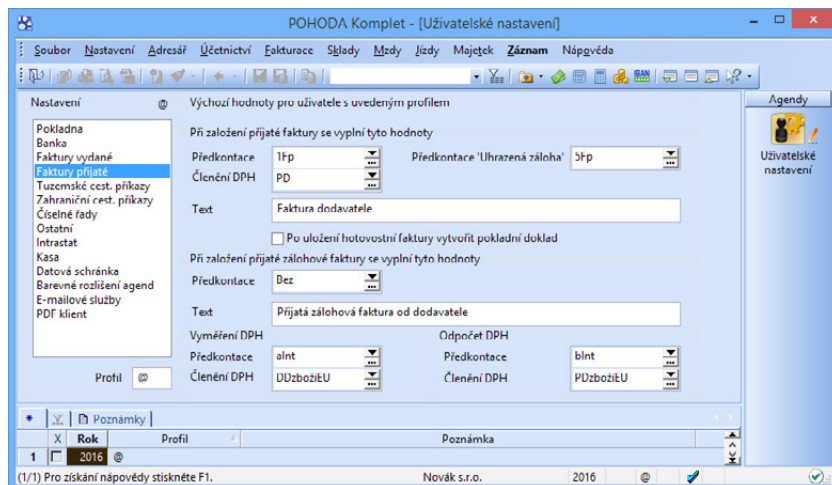 POHODA Komplet - [Uživatelské nastavení]
Soubor Nastavení Adresář Účetnictví Fakturace Sklady Mzdy Jízdy Majetek Záznam Nápověda
Nastavení @
Výchozí hodnoty pro uživatele s uvedeným profilem
Agendy
Pokladna
Banka
Faktury vydané
Faktury přijaté
Tuzemské cest. příkazy
Zahraniční cest. příkazy
Číselné řady
Ostatní
Intrastat
Kasa
Datová schránka
Barevné rozlišení agend
E-mailové služby
PDF klient
Profil @
Při založení přijaté faktury se vyplní tyto hodnoty
Předkontace 1Fp Předkontace 'Uhrazená záloha' 5Fp
Členění DPH PD
Text Faktura dodavatele
Po uložení hotovostní faktury vytvořit pokladní doklad
Při založení přijaté zálohové faktury se vyplní tyto hodnoty
Předkontace Bez
Text Přijatá zálohová faktura od dodavatele
Vyměření DPH Odpočet DPH
Předkontace aInt Předkontace bInt
Členění DPH DDzbožíEU Členění DPH PDzbožíEU
Uživatelské
nastavení
* Poznámky
X Rok Profil Poznámka
1 2016 @
(1/1) Pro získání nápovědy stiskněte F1. Novák s.r.o. 2016 @